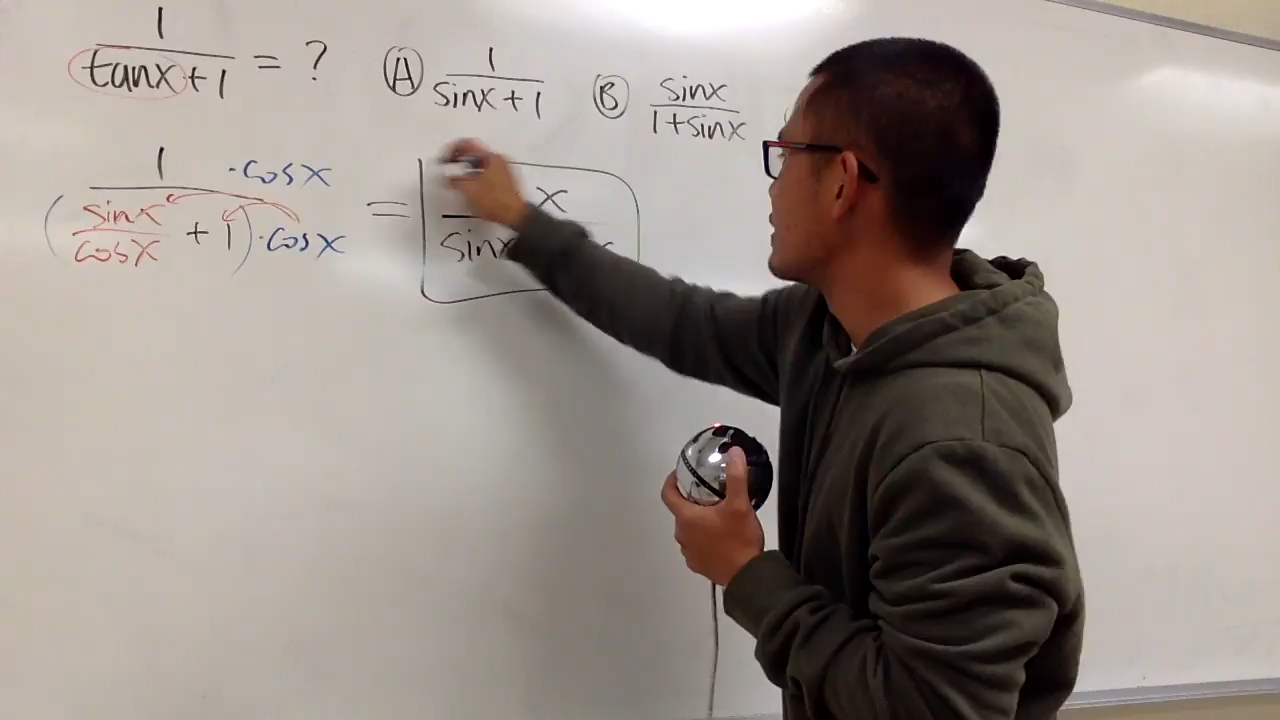 1/(tanx+1) = ? Ⓐ 1/(sinx+1) Ⓑ sinx/(1+sinx)
1 ·cosx/((sinx/cosx + 1)·cosx) = x/sinx